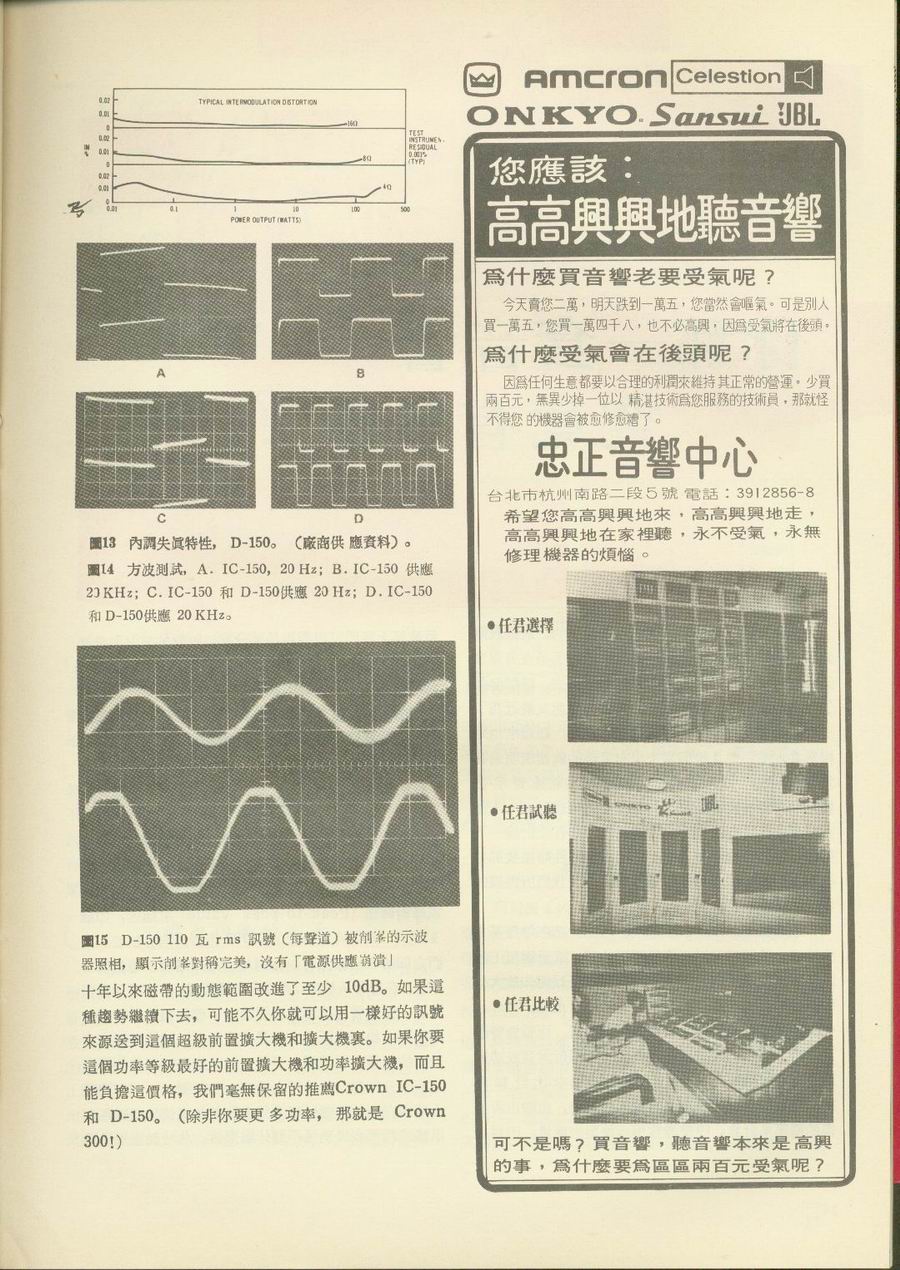 TYPICAL INTERMODULATION DISTORTION
0.02
0.01
0
16Ω
0.02
0.01
0
8Ω
0.02
0.01
0
4Ω
IM
%
TEST
INSTRUMEN.
RESIDUAL
0.003%
(TYP)
0.01 0.1 1 10 100 500
POWER OUTPUT (WATTS)
A B
C D
圖13 內調失眞特性， D-150。（廠商供應資料）。
圖14 方波測試，A. IC-150, 20 Hz; B. IC-150 供應
20 KHz; C. IC-150 和 D-150供應 20 Hz; D. IC-150
和 D-150供應 20 KHz。
圖15 D-150 110 瓦 rms 訊號（每聲道）被削峯的示波
器照相，顯示削峯對稱完美，沒有「電源供應崩潰」
十年以來磁帶的動態範圍改進了至少 10dB。如果這
種趨勢繼續下去，可能不久你就可以用一樣好的訊號
來源送到這個超級前置擴大機和擴大機裏。如果你要
這個功率等級最好的前置擴大機和功率擴大機，而且
能負擔這價格，我們毫無保留的推薦Crown IC-150
和 D-150。（除非你要更多功率， 那就是 Crown
300!）
AMCRON Celestion
ONKYO. Sansui JBL
您應該：
高高興興地聽音響
爲什麼買音響老要受氣呢？
今天賣您二萬，明天跌到一萬五，您當然會嘔氣。可是別人
買一萬五，您買一萬四千八，也不必高興，因爲受氣將在後頭。
爲什麼受氣會在後頭呢？
因爲任何生意都要以合理的利潤來維持其正常的營運。少買
兩百元，無異少掉一位以 精湛技術爲您服務的技術員，那就怪
不得您 的機器會被愈修愈糟了。
忠正音響中心
台北市杭州南路二段5號 電話：3912856-8
希望您高高興興地來，高高興興地走，
高高興興地在家裡聽，永不受氣，永無
修理機器的煩惱。
●任君選擇
●任君試聽
ONKYO Sansui JBL
●任君比較
可不是嗎？買音響，聽音響本來是高興
的事，爲什麼要爲區區兩百元受氣呢？